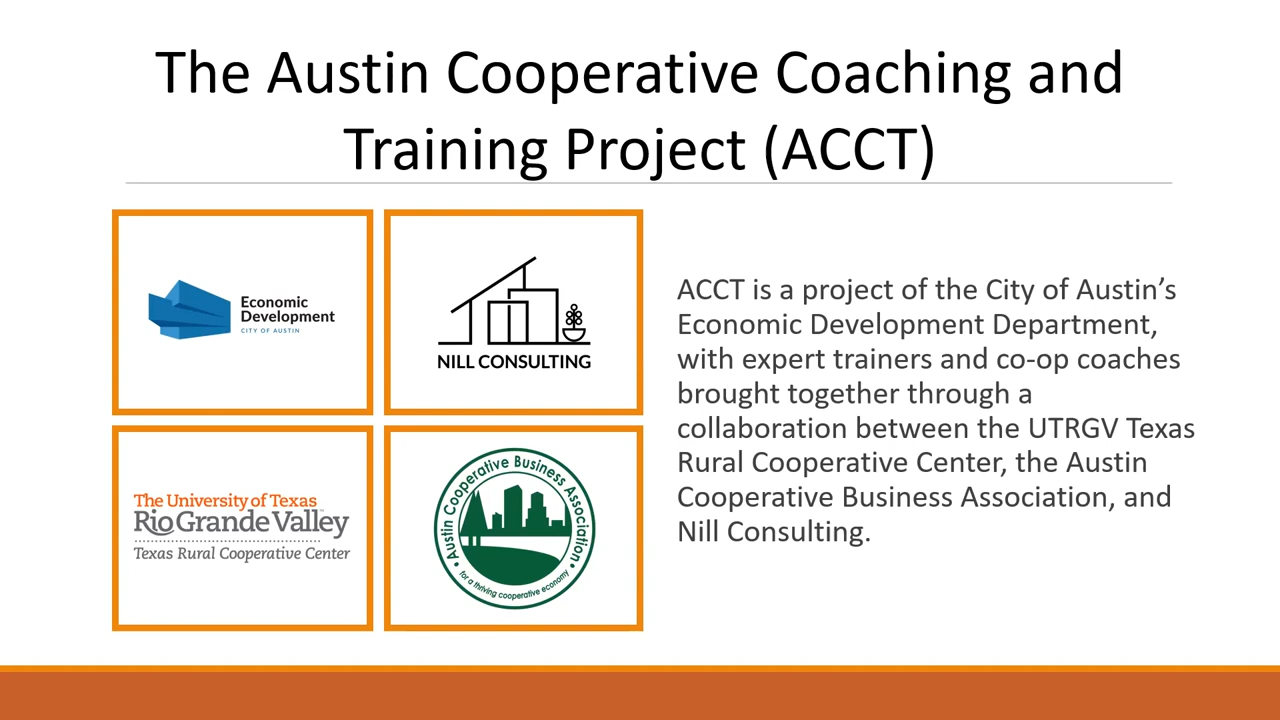 The Austin Cooperative Coaching and
Training Project (ACCT)
Economic
Development
CITY OF AUSTIN
NILL CONSULTING
The University of Texas
Rio Grande Valley
Texas Rural Cooperative Center
• Austin Cooperative Business Association •
for a thriving cooperative economy
ACCT is a project of the City of Austin’s
Economic Development Department,
with expert trainers and co-op coaches
brought together through a
collaboration between the UTRGV Texas
Rural Cooperative Center, the Austin
Cooperative Business Association, and
Nill Consulting.